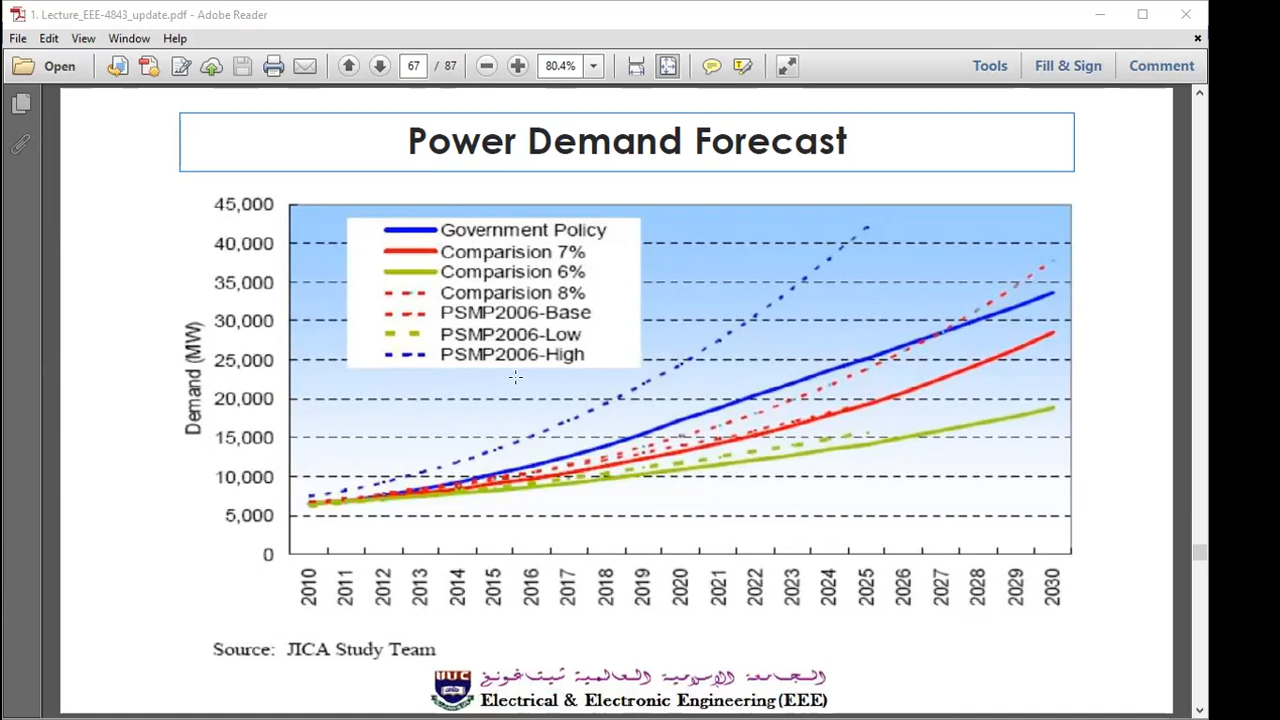 1. Lecture_EEE-4843_update.pdf - Adobe Reader
File Edit View Window Help
Open 67 / 87 80.4% Tools Fill & Sign Comment
Power Demand Forecast
45,000
40,000
35,000
30,000
25,000
20,000
15,000
10,000
5,000
0
Demand (MW)
Government Policy
Comparision 7%
Comparision 6%
Comparision 8%
PSMP2006-Base
PSMP2006-Low
PSMP2006-High
2010 2011 2012 2013 2014 2015 2016 2017 2018 2019 2020 2021 2022 2023 2024 2025 2026 2027 2028 2029 2030
Source: JICA Study Team
الجامعة الإسلامية العالمية شيتاغونغ
IIUC
Electrical & Electronic Engineering (EEE)